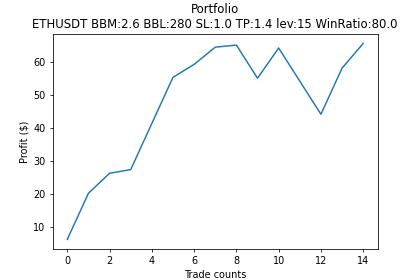 Portfolio
ETHUSDT BBM:2.6 BBL:280 SL:1.0 TP:1.4 lev:15 WinRatio:80.0
Profit ($)
60
50
40
30
20
10
0 2 4 6 8 10 12 14
Trade counts